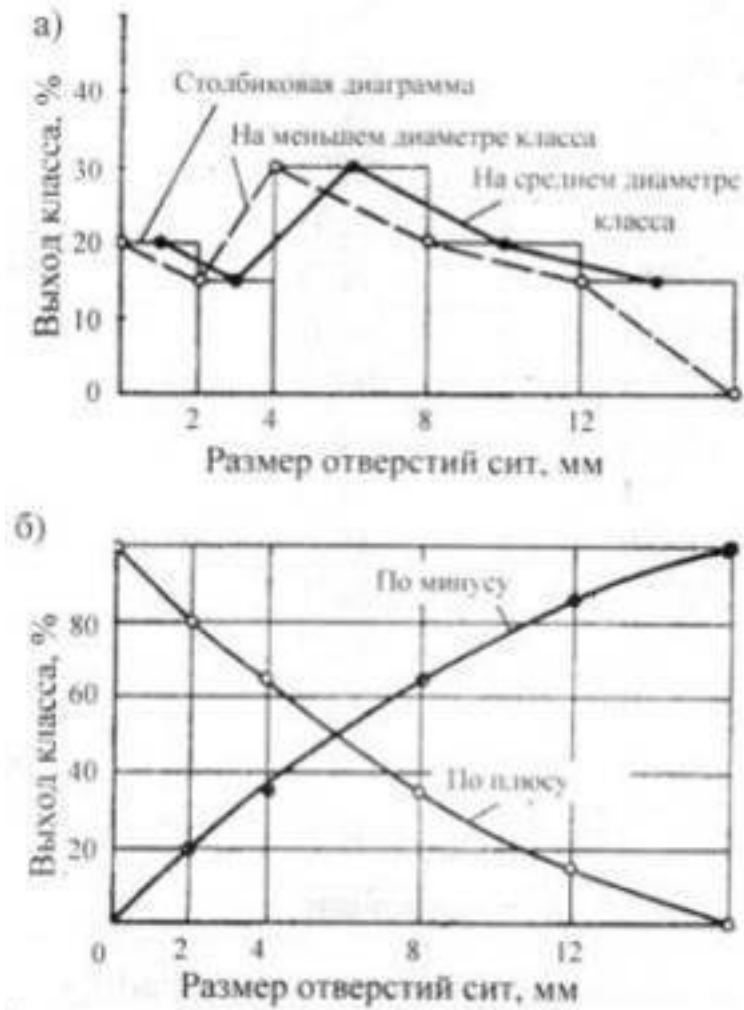 а)
Выход класса, %
40
30
20
10
0
Столбиковая диаграмма
На меньшем диаметре класса
На среднем диаметре
класса
2 4 8 12
Размер отверстий сит, мм
б)
Выход класса, %
80
60
40
20
По минусу
По плюсу
0 2 4 8 12
Размер отверстий сит, мм